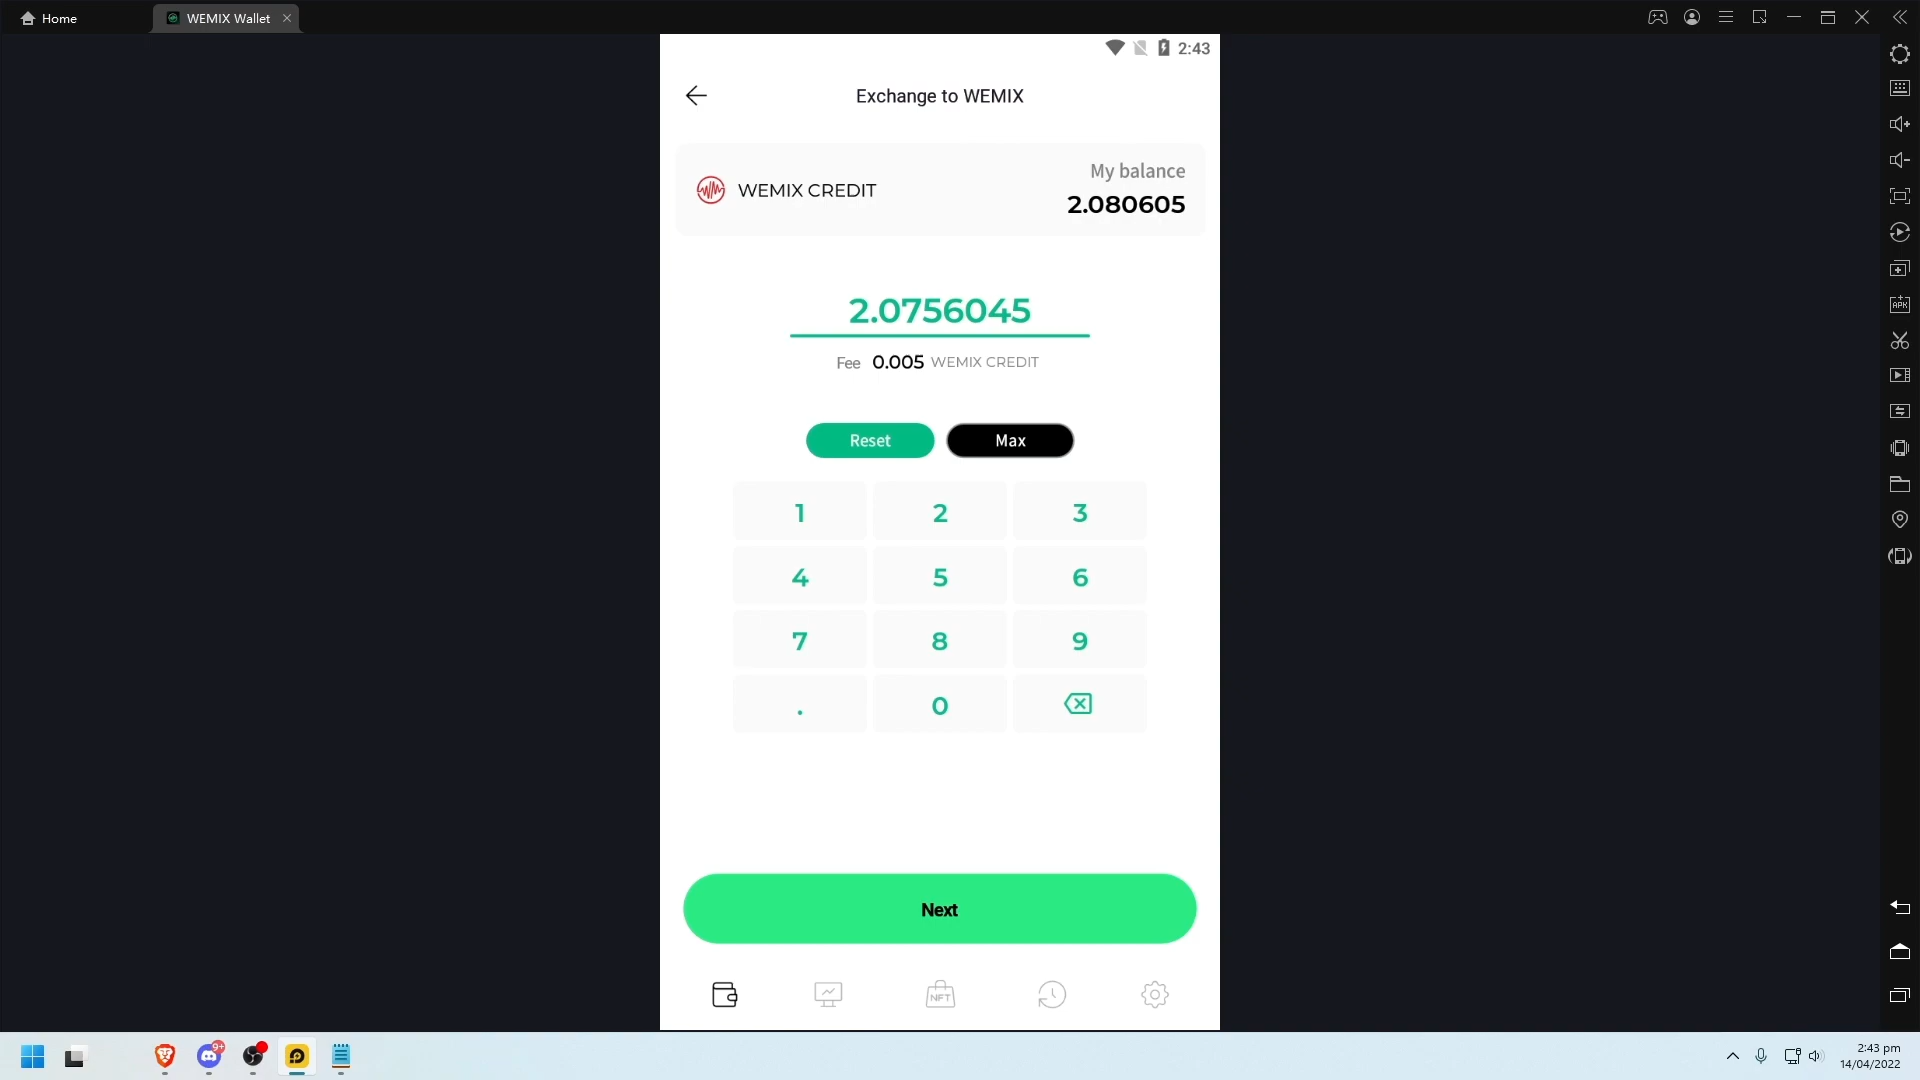 Home
WEMIX Wallet
2:43
Exchange to WEMIX
WEMIX CREDIT
My balance
2.080605
2.0756045
Fee 0.005 WEMIX CREDIT
Reset
Max
1 2 3
4 5 6
7 8 9
. 0
Next
NFT
APK
9+
2:43 pm
14/04/2022